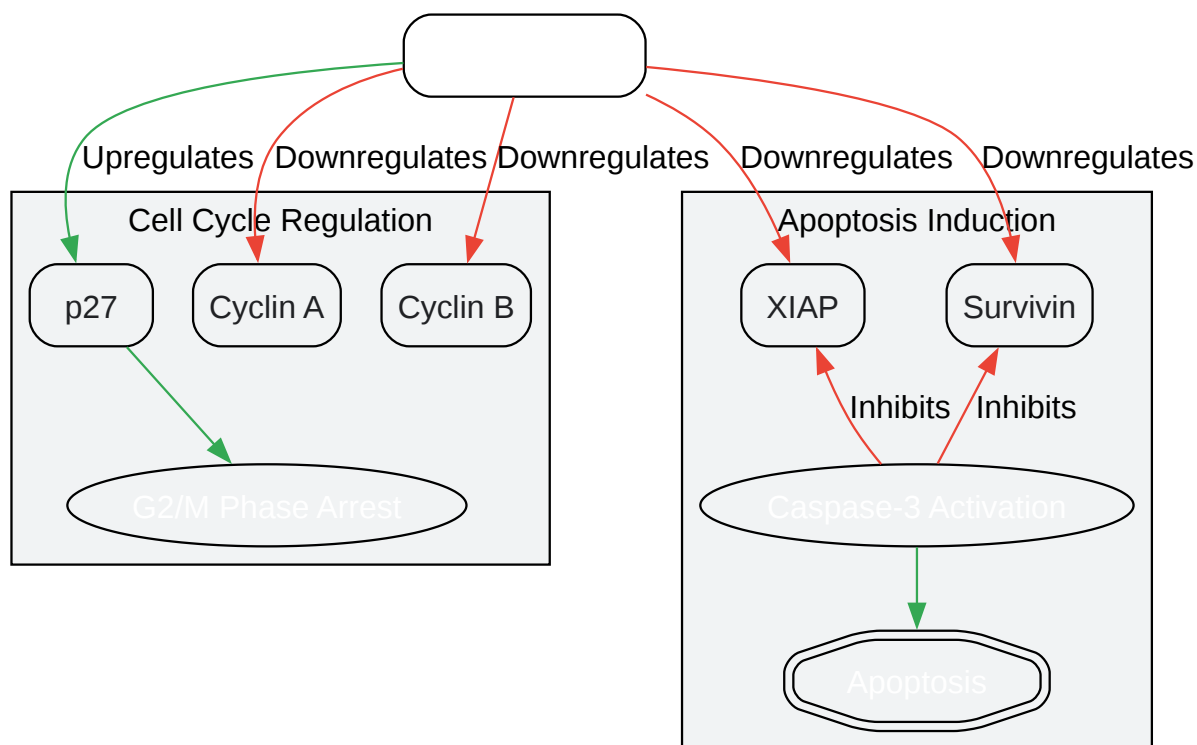 Upregulates
Downregulates
Downregulates
Downregulates
Downregulates
Cell Cycle Regulation
Apoptosis Induction
p27
Cyclin A
Cyclin B
XIAP
Survivin
Inhibits
Inhibits
G2/M Phase Arrest
Caspase-3 Activation
Apoptosis